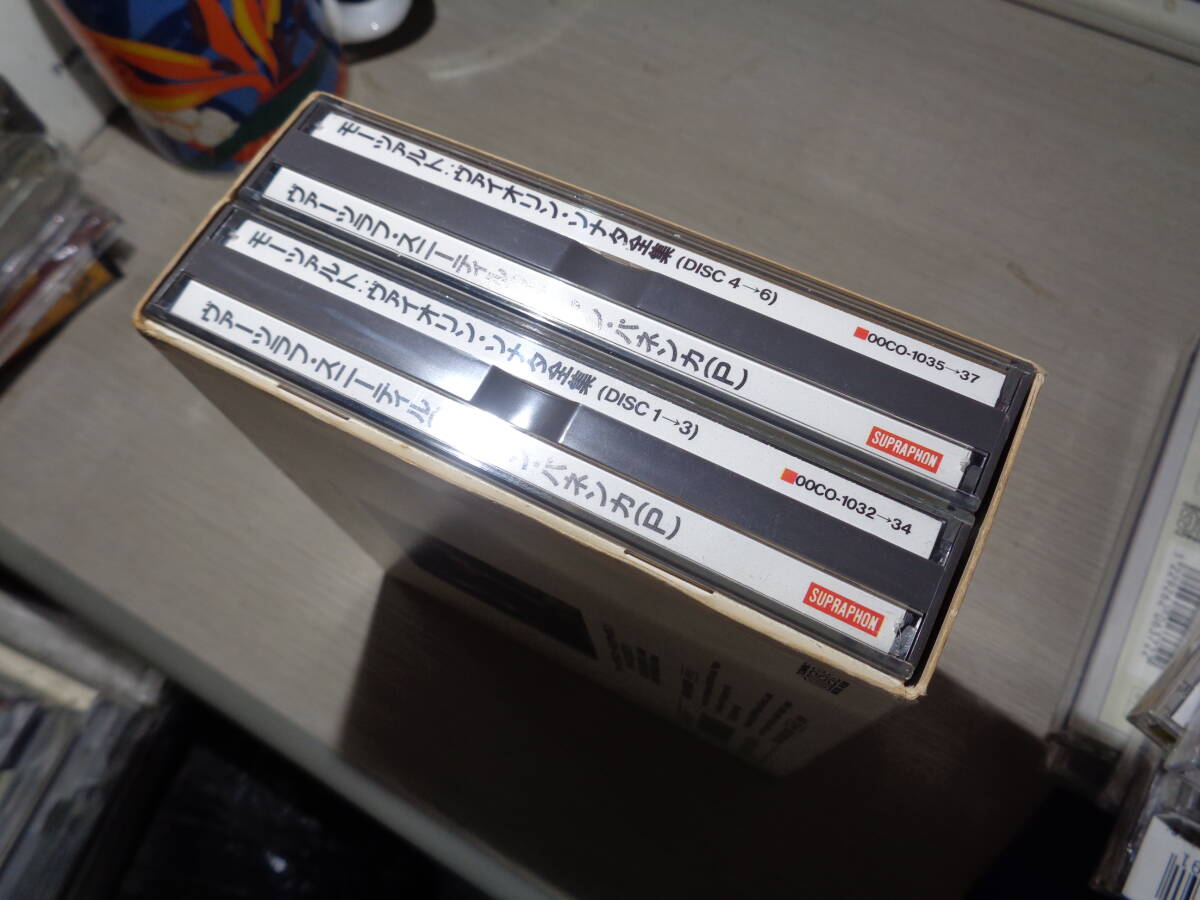 モーツァルト:ヴァイオリン・ソナタ全集 (DISC 4→6)
00CO-1035→37
ヴァーツラフ・スニーティル
ン・パネンカ(P)
SUPRAPHON
モーツァルト:ヴァイオリン・ソナタ全集 (DISC 1→3)
00CO-1032→34
ヴァーツラフ・スニーティル
ン・パネンカ(P)
SUPRAPHON